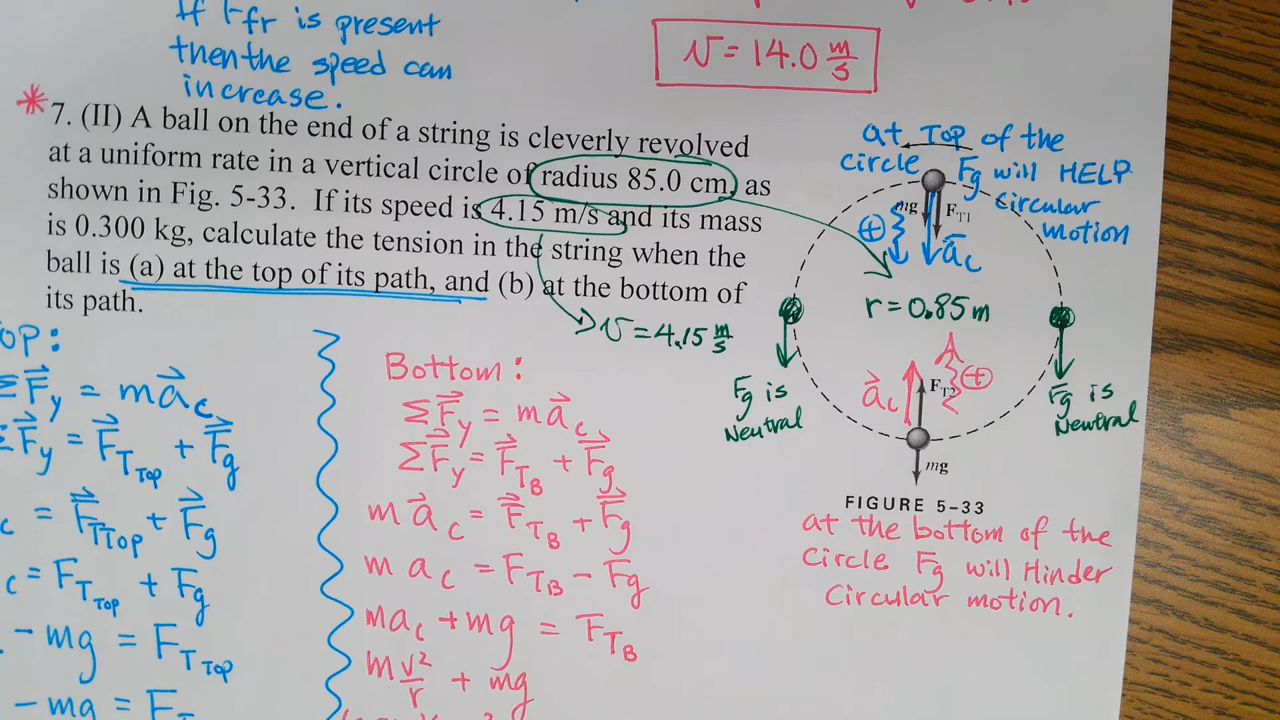 If Ffr is present
then the speed can
increase.
v = 14.0 m/s
*7. (II) A ball on the end of a string is cleverly revolved
at a uniform rate in a vertical circle of radius 85.0 cm, as
shown in Fig. 5-33. If its speed is 4.15 m/s and its mass
is 0.300 kg, calculate the tension in the string when the
ball is (a) at the top of its path, and (b) at the bottom of
its path.
v = 4.15 m/s
at TOP of the
circle Fg will HELP
circular
motion
mg
FT1
+
ac
r = 0.85 m
Fg is
Neutral
Fg is
Newtral
ac
FT2
+
mg
FIGURE 5-33
at the bottom of the
circle Fg will Hinder
circular motion.
OP:
ΣFy = mac
ΣFy = FTTop + Fg
c = FTTop + Fg
c = FTTop + Fg
- mg = FTTop
- mg = F
Bottom:
ΣFy = mac
ΣFy = FTB + Fg
mac = FTB + Fg
mac = FTB - Fg
mac + mg = FTB
m v²/r + mg